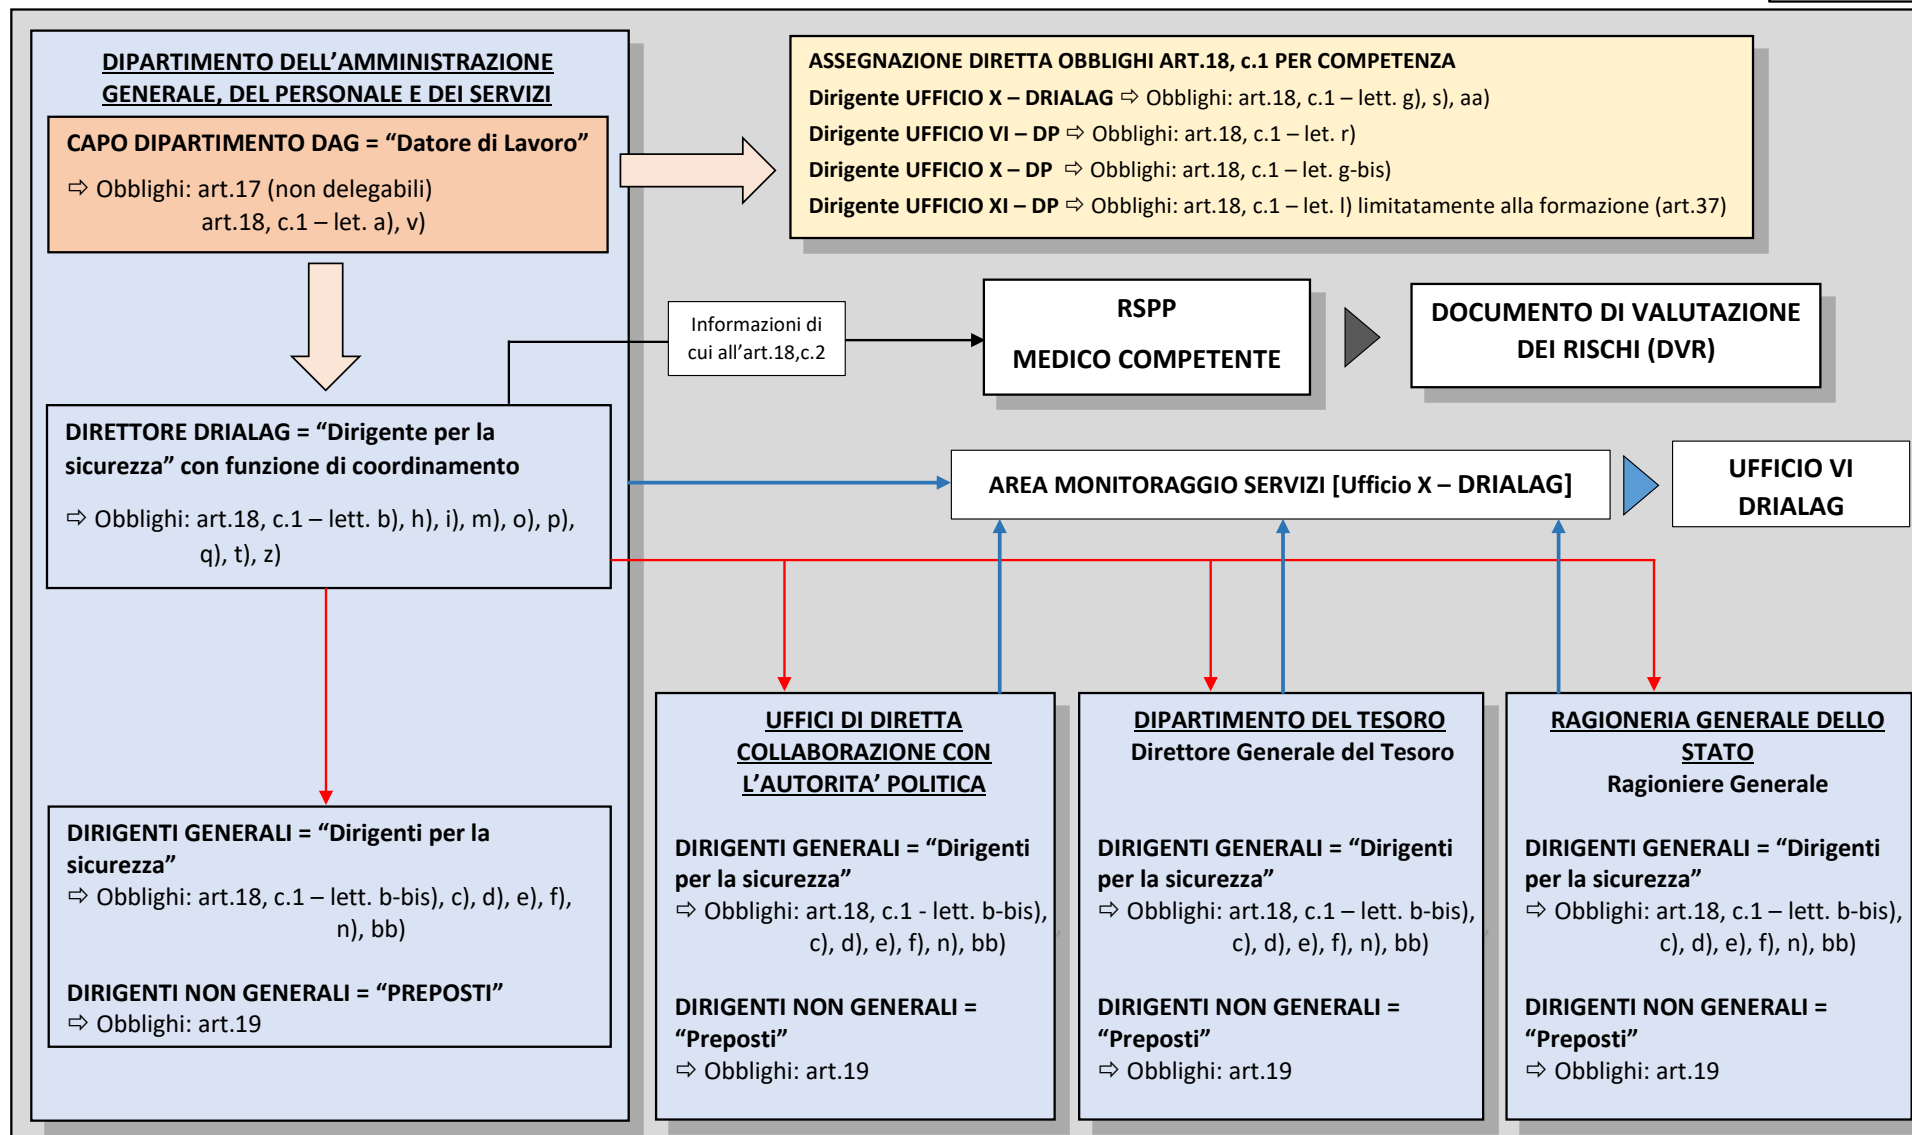 DIPARTIMENTO DELL’AMMINISTRAZIONE
GENERALE, DEL PERSONALE E DEI SERVIZI
CAPO DIPARTIMENTO DAG = “Datore di Lavoro”
⇨ Obblighi: art.17 (non delegabili)
art.18, c.1 – let. a), v)
ASSEGNAZIONE DIRETTA OBBLIGHI ART.18, c.1 PER COMPETENZA
Dirigente UFFICIO X – DRIALAG ⇨ Obblighi: art.18, c.1 – lett. g), s), aa)
Dirigente UFFICIO VI – DP ⇨ Obblighi: art.18, c.1 – let. r)
Dirigente UFFICIO X – DP ⇨ Obblighi: art.18, c.1 – let. g-bis)
Dirigente UFFICIO XI – DP ⇨ Obblighi: art.18, c.1 – let. l) limitatamente alla formazione (art.37)
Informazioni di
cui all’art.18,c.2
RSPP
MEDICO COMPETENTE
DOCUMENTO DI VALUTAZIONE
DEI RISCHI (DVR)
DIRETTORE DRIALAG = “Dirigente per la
sicurezza” con funzione di coordinamento
⇨ Obblighi: art.18, c.1 – lett. b), h), i), m), o), p),
q), t), z)
AREA MONITORAGGIO SERVIZI [Ufficio X – DRIALAG]
UFFICIO VI
DRIALAG
DIRIGENTI GENERALI = “Dirigenti per la
sicurezza”
⇨ Obblighi: art.18, c.1 – lett. b-bis), c), d), e), f),
n), bb)
DIRIGENTI NON GENERALI = “PREPOSTI”
⇨ Obblighi: art.19
UFFICI DI DIRETTA
COLLABORAZIONE CON
L’AUTORITA’ POLITICA
DIRIGENTI GENERALI = “Dirigenti
per la sicurezza”
⇨ Obblighi: art.18, c.1 - lett. b-bis),
c), d), e), f), n), bb)
DIRIGENTI NON GENERALI =
“Preposti”
⇨ Obblighi: art.19
DIPARTIMENTO DEL TESORO
Direttore Generale del Tesoro
DIRIGENTI GENERALI = “Dirigenti
per la sicurezza”
⇨ Obblighi: art.18, c.1 – lett. b-bis),
c), d), e), f), n), bb)
DIRIGENTI NON GENERALI =
“Preposti”
⇨ Obblighi: art.19
RAGIONERIA GENERALE DELLO
STATO
Ragioniere Generale
DIRIGENTI GENERALI = “Dirigenti
per la sicurezza”
⇨ Obblighi: art.18, c.1 – lett. b-bis),
c), d), e), f), n), bb)
DIRIGENTI NON GENERALI =
“Preposti”
⇨ Obblighi: art.19